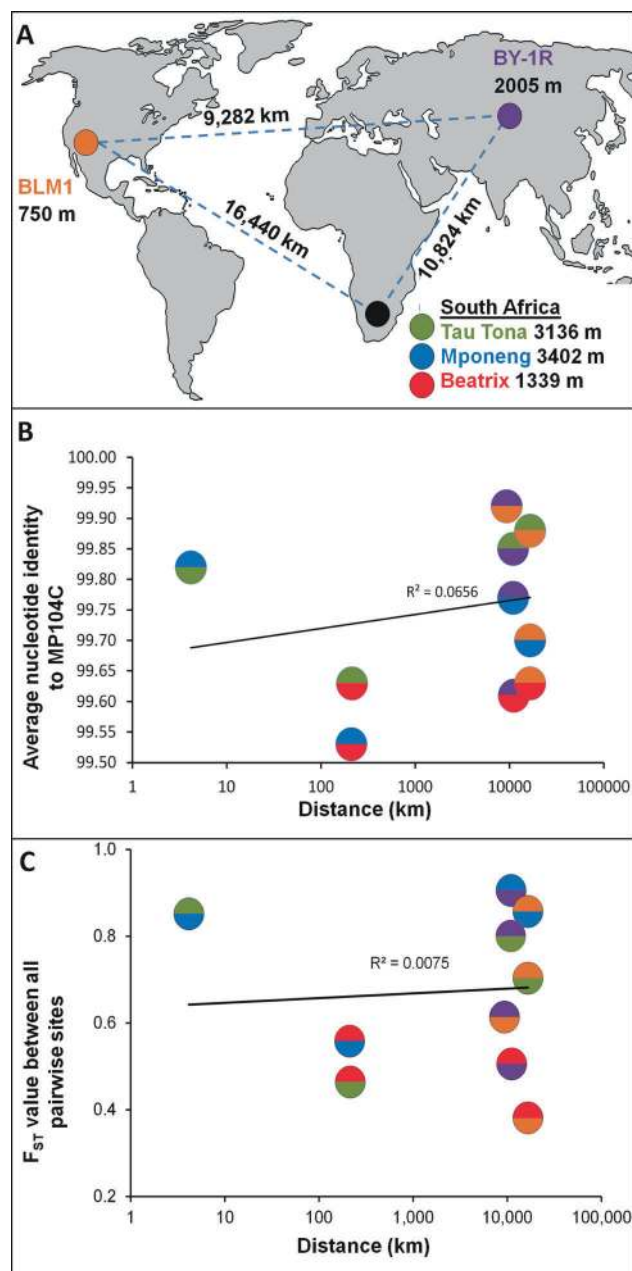 A
BY-1R
2005 m
9,282 km
BLM1
750 m
16,440 km
10,824 km
South Africa
Tau Tona 3136 m
Mponeng 3402 m
Beatrix 1339 m
B
Average nucleotide identity
to MP104C
100.00
99.95
99.90
99.85
99.80
99.75
99.70
99.65
99.60
99.55
99.50
R² = 0.0656
1
10
100
1000
10000
100000
Distance (km)
C
FST value between all
pairwise sites
1.0
0.8
0.6
0.4
0.2
R² = 0.0075
1
10
100
1,000
10,000
100,000
Distance (km)